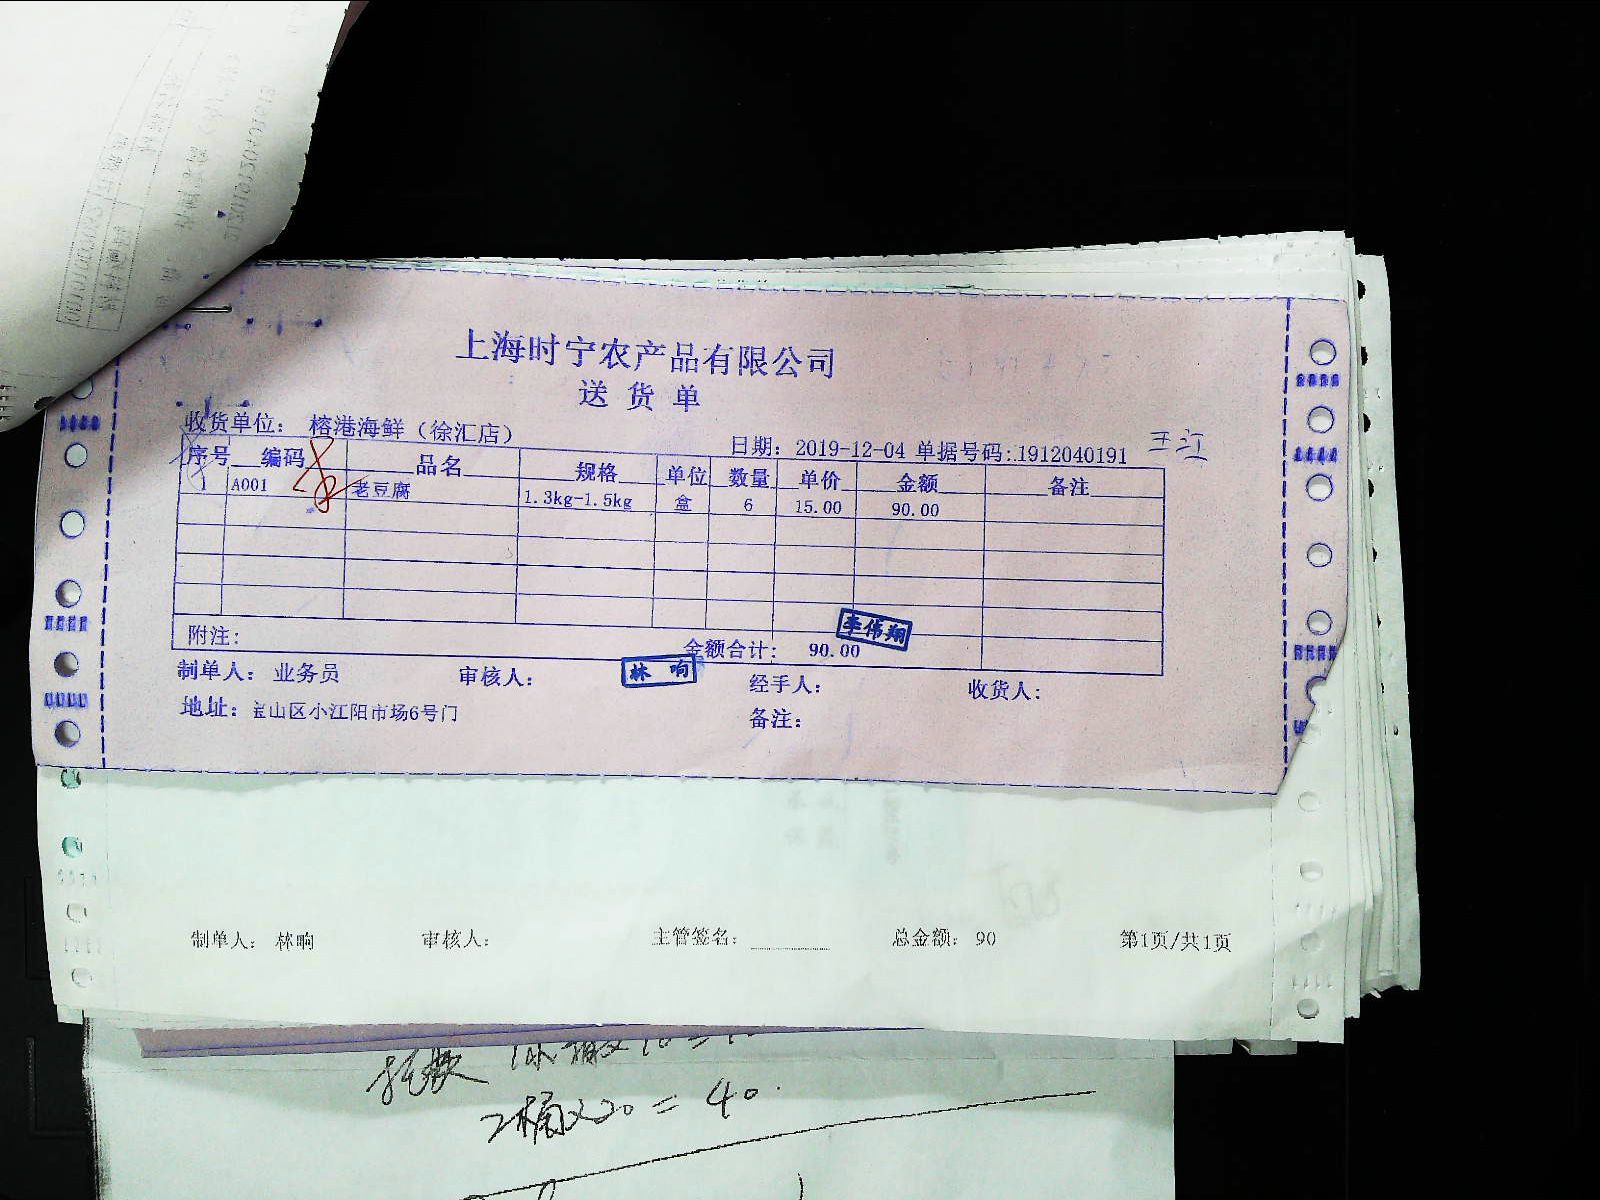 上海时宁农产品有限公司
送货单
收货单位: 榕港海鲜（徐汇店）
日期: 2019-12-04 单据号码: 1912040191 王江
序号 编码 品名 规格 单位 数量 单价 金额 备注
1 A001 老豆腐 1.3kg-1.5kg 盒 6 15.00 90.00
附注: 金额合计: 90.00
李伟翔
制单人: 业务员 审核人: 林响 经手人: 收货人:
地址: 宝山区小江阳市场6号门 备注:
制单人: 林响 审核人: 主管签名: 总金额: 90 第1页/共1页
2桶×20=40.